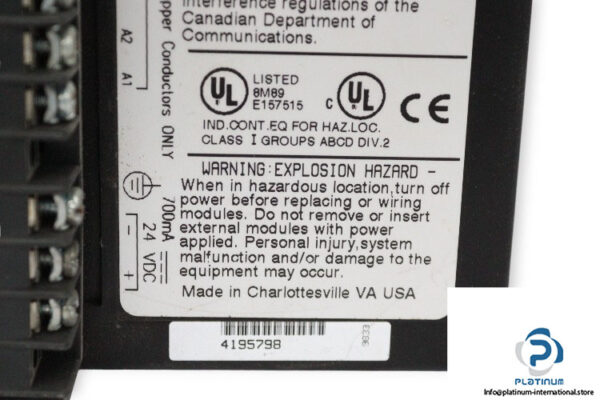 Interference regulations of the
Canadian Department of
Communications.
A2
A1
pper Conductors ONLY
UL
LISTED
8M89
E157515
C
UL
CE
IND.CONT.EQ FOR HAZ.LOC.
CLASS I GROUPS ABCD DIV.2
WARNING:EXPLOSION HAZARD -
When in hazardous location,turn off
power before replacing or wiring
modules. Do not remove or insert
external modules with power
applied. Personal injury,system
malfunction and/or damage to the
equipment may occur.
Made in Charlottesville VA USA
700mA
24 VDC
- +
4195798
9833
PLATINUM
Info@platinum-international.store